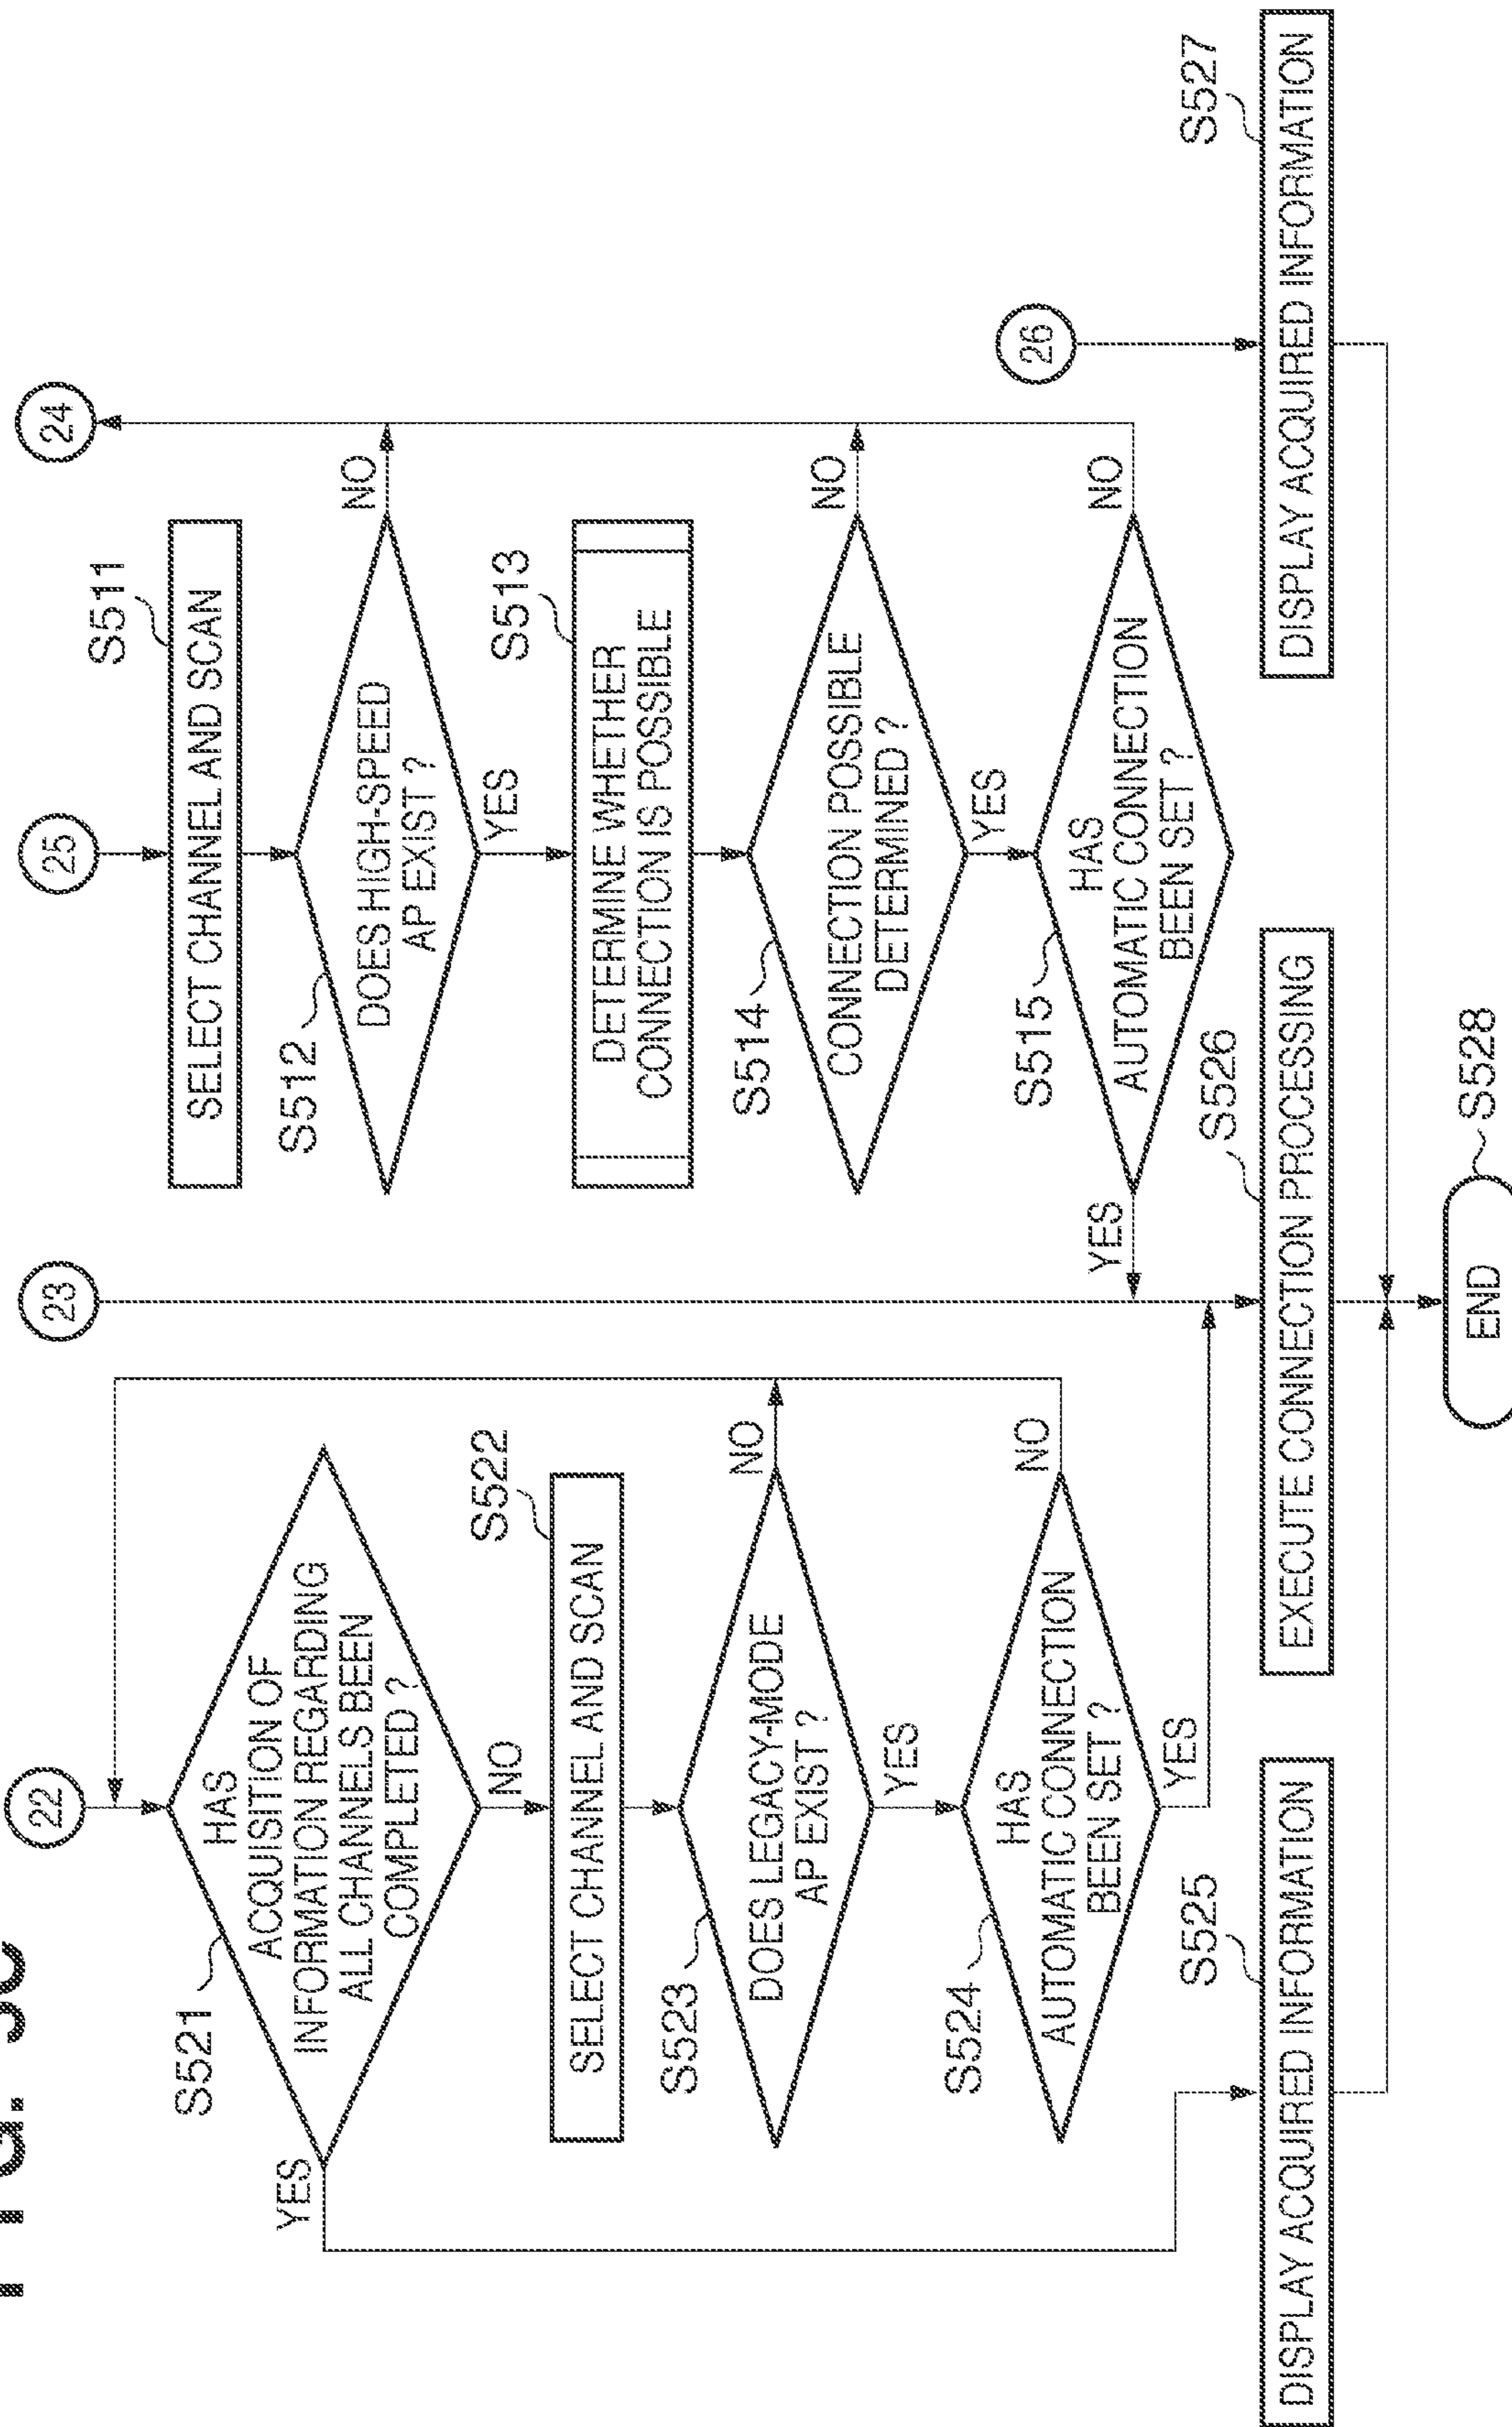 22
S521
HAS
ACQUISITION OF
INFORMATION REGARDING
ALL CHANNELS BEEN
COMPLETED ?
YES
NO
S522
SELECT CHANNEL AND SCAN
S523
DOES LEGACY-MODE
AP EXIST ?
NO
YES
S524
HAS
AUTOMATIC CONNECTION
BEEN SET ?
NO
YES
S525
DISPLAY ACQUIRED INFORMATION
23
25
24
S511
SELECT CHANNEL AND SCAN
S512
DOES HIGH-SPEED
AP EXIST ?
NO
YES
S513
DETERMINE WHETHER
CONNECTION IS POSSIBLE
S514
CONNECTION POSSIBLE
DETERMINED ?
NO
YES
S515
HAS
AUTOMATIC CONNECTION
BEEN SET ?
YES
NO
S526
EXECUTE CONNECTION PROCESSING
26
S527
DISPLAY ACQUIRED INFORMATION
END
S528